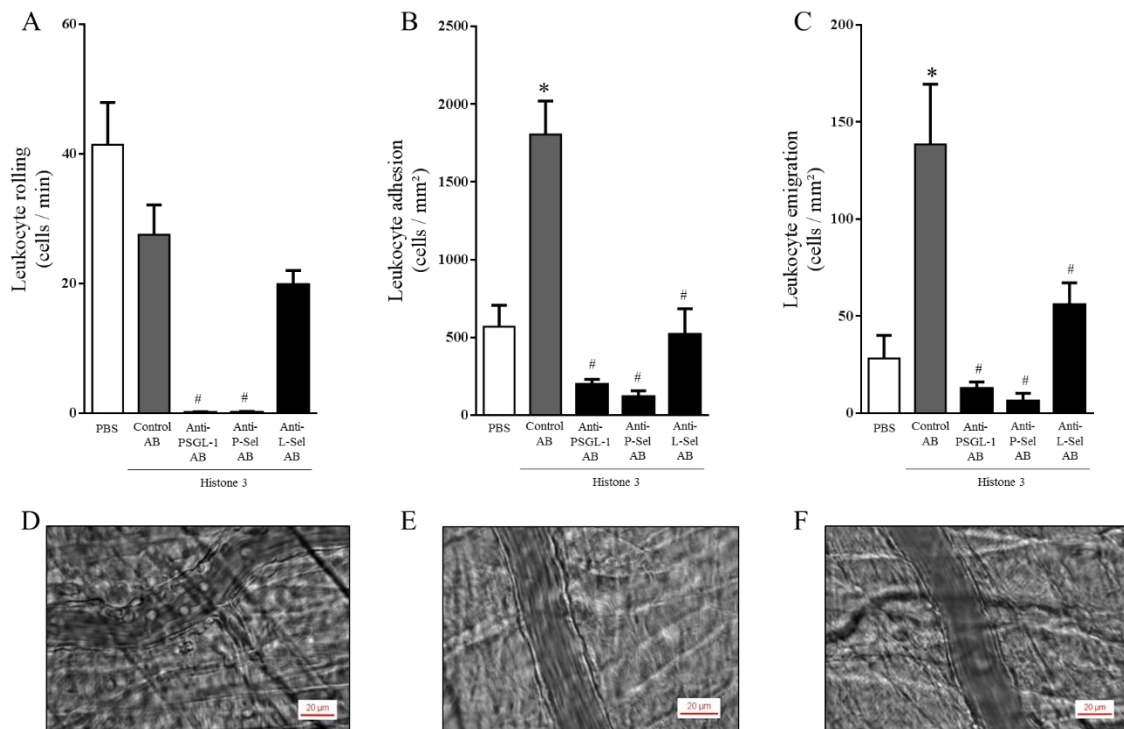 A
Leukocyte rolling
(cells / min)
60
40
20
0
PBS
Control
AB
Anti-
PSGL-1
AB
Anti-
P-Sel
AB
Anti-
L-Sel
AB
#
#
Histone 3
B
Leukocyte adhesion
(cells / mm²)
2500
2000
1500
1000
500
0
*
#
#
#
PBS
Control
AB
Anti-
PSGL-1
AB
Anti-
P-Sel
AB
Anti-
L-Sel
AB
Histone 3
C
Leukocyte emigration
(cells / mm²)
200
150
100
50
0
*
#
#
#
PBS
Control
AB
Anti-
PSGL-1
AB
Anti-
P-Sel
AB
Anti-
L-Sel
AB
Histone 3
D
20 µm
E
20 µm
F
20 µm